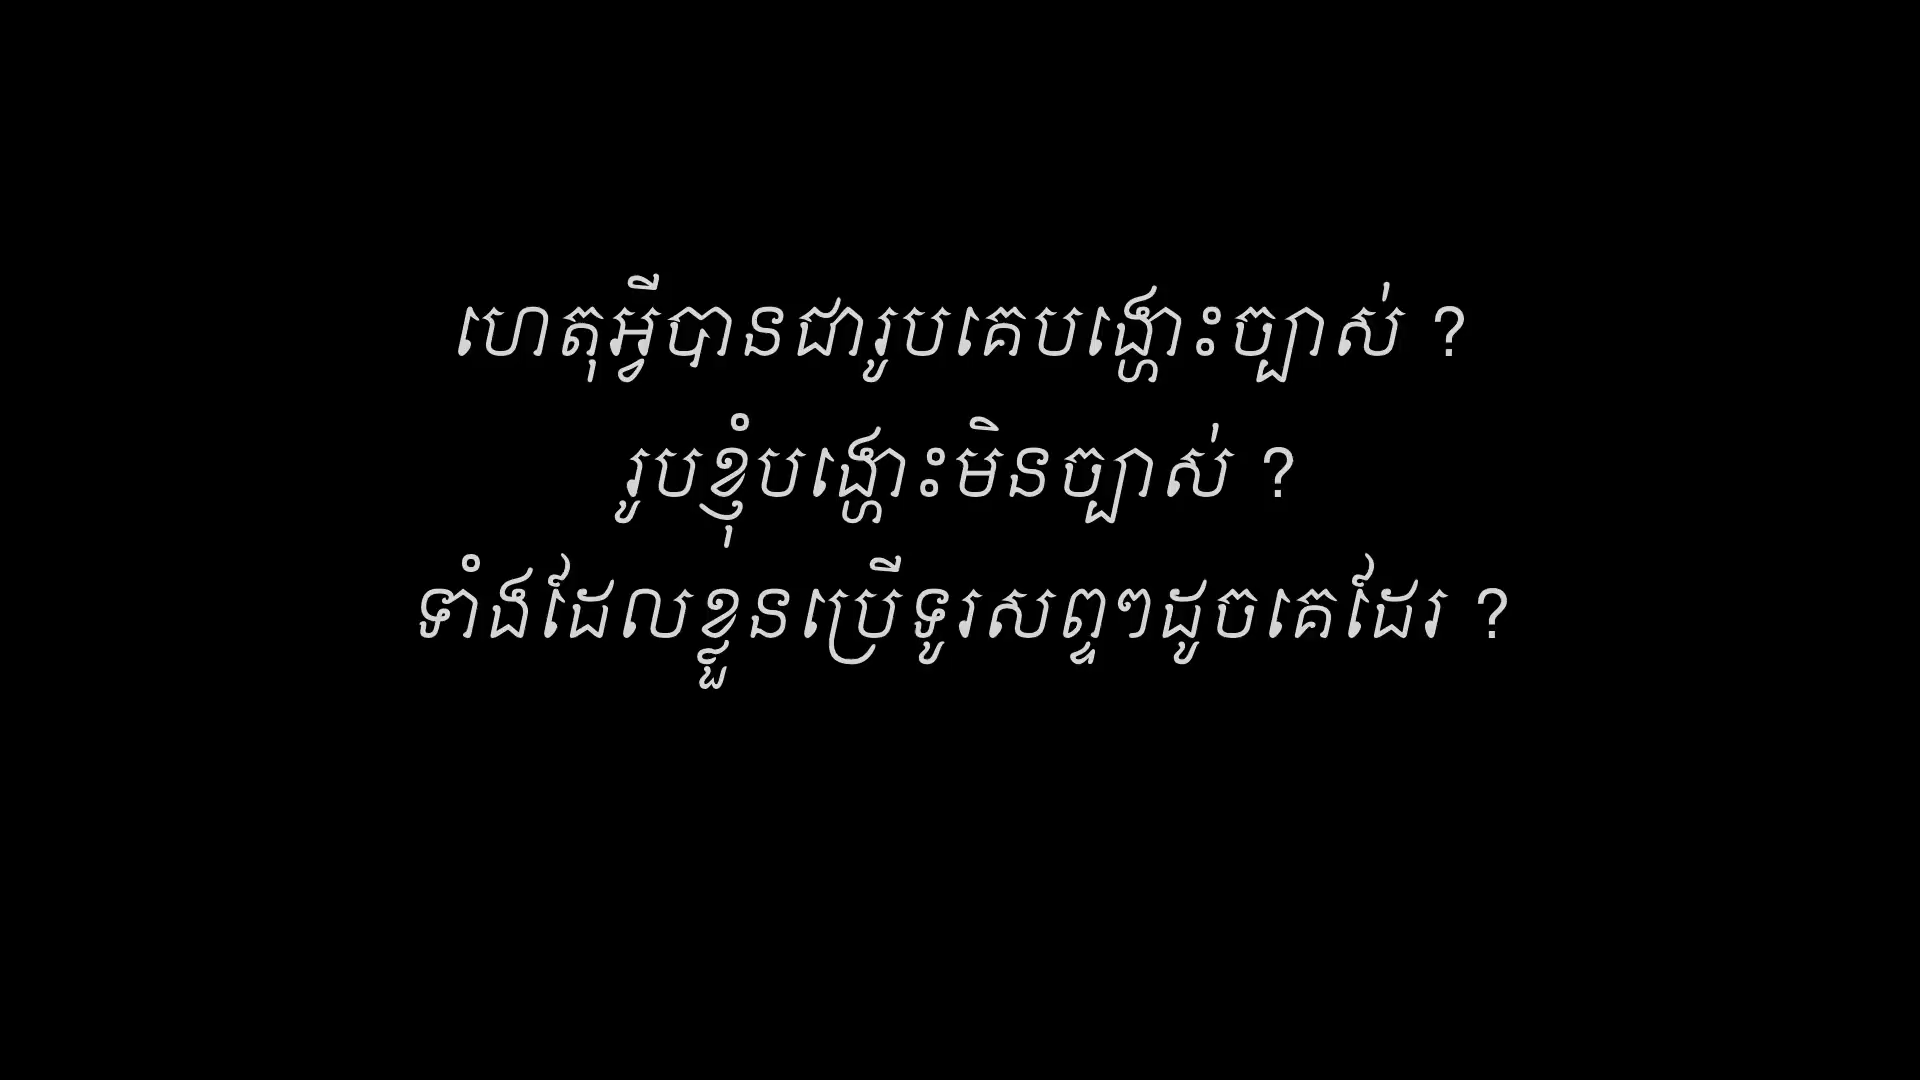 ហេតុអ្វីបានជារូបគេបង្ហោះច្បាស់ ?
រូបខ្ញុំបង្ហោះមិនច្បាស់ ?
ទាំងដែលខ្លួនប្រើទូរសព្ទៗដូចគេដែរ ?